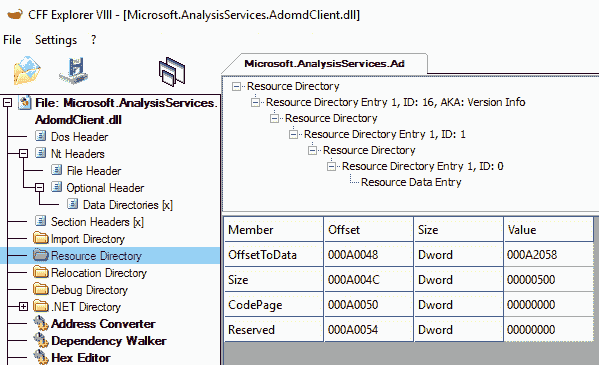 CFF Explorer VIII - [Microsoft.AnalysisServices.AdomdClient.dll]
File Settings ?
Microsoft.AnalysisServices.Ad
File: Microsoft.AnalysisServices.
AdomdClient.dll
Dos Header
Nt Headers
File Header
Optional Header
Data Directories [x]
Section Headers [x]
Import Directory
Resource Directory
Relocation Directory
Debug Directory
.NET Directory
Address Converter
Dependency Walker
Hex Editor
Resource Directory
Resource Directory Entry 1, ID: 16, AKA: Version Info
Resource Directory
Resource Directory Entry 1, ID: 1
Resource Directory
Resource Directory Entry 1, ID: 0
Resource Data Entry
Member Offset Size Value
OffsetToData 000A0048 Dword 000A2058
Size 000A004C Dword 00000500
CodePage 000A0050 Dword 00000000
Reserved 000A0054 Dword 00000000